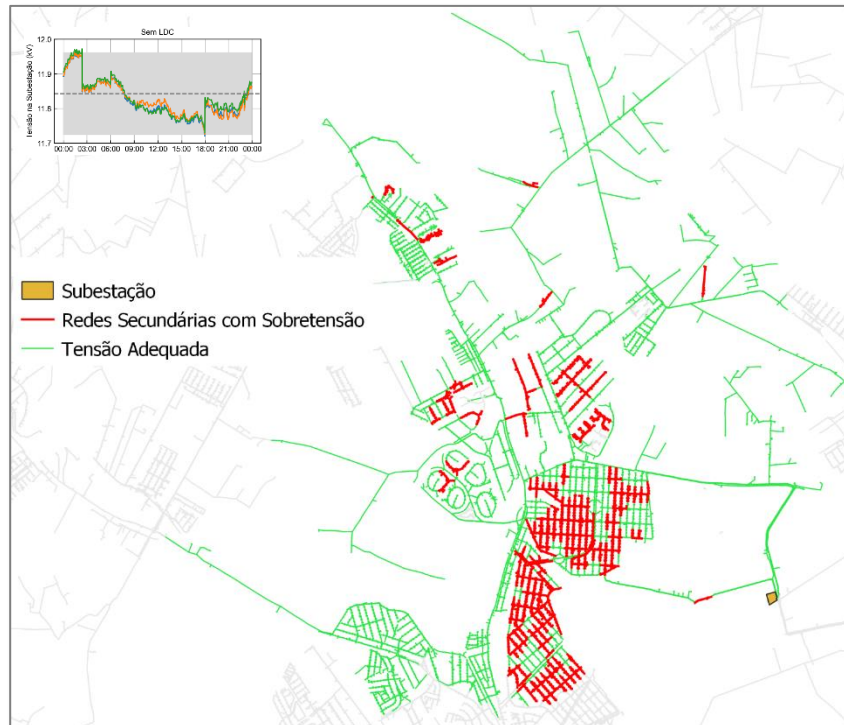 Sem LDC
Tensão na Subestação (kV)
12.0
11.9
11.8
11.7
00:00 03:00 06:00 09:00 12:00 15:00 18:00 21:00 00:00
Subestação
Redes Secundárias com Sobretensão
Tensão Adequada